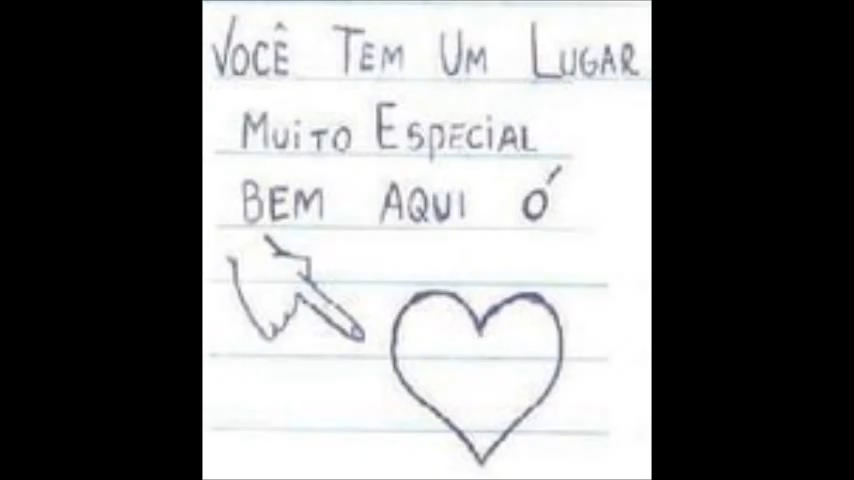 VOCÊ TEM UM LUGAR
MUITO ESPECIAL
BEM AQUI Ó